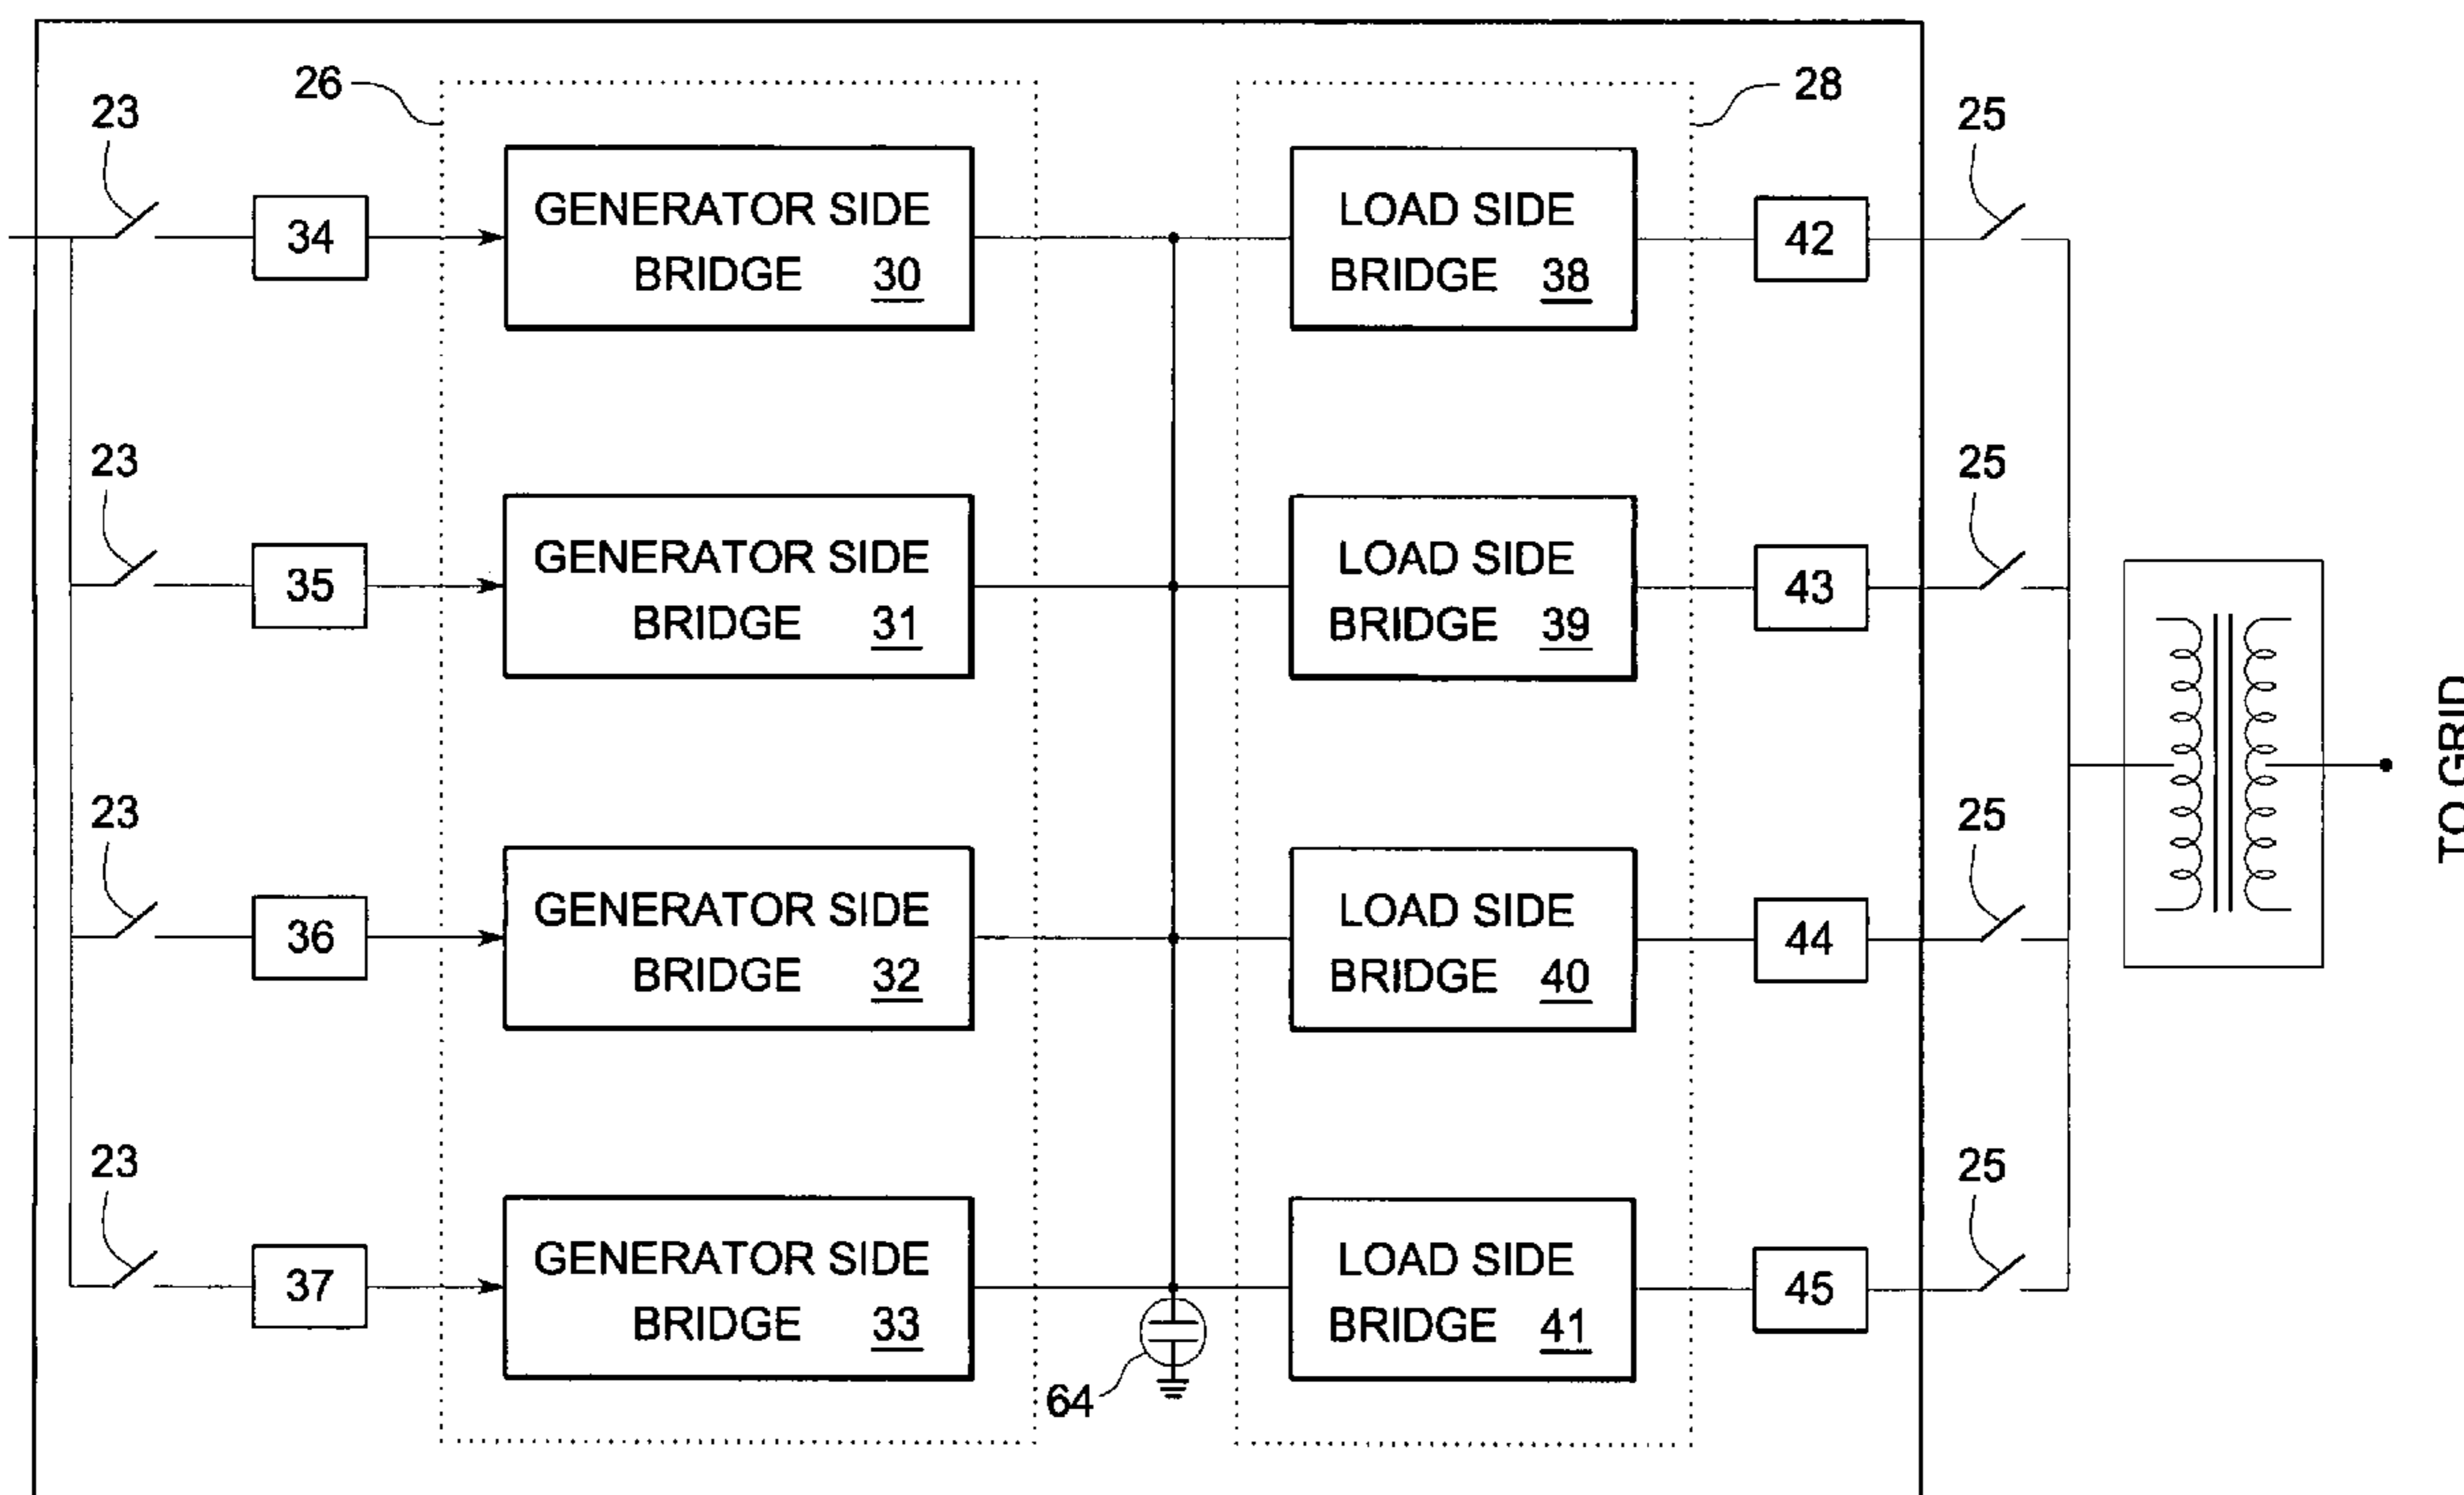 26
28
23
25
34
GENERATOR SIDE
BRIDGE 30
LOAD SIDE
BRIDGE 38
42
23
25
35
GENERATOR SIDE
BRIDGE 31
LOAD SIDE
BRIDGE 39
43
TO GRID
23
25
36
GENERATOR SIDE
BRIDGE 32
LOAD SIDE
BRIDGE 40
44
23
25
37
GENERATOR SIDE
BRIDGE 33
LOAD SIDE
BRIDGE 41
45
64